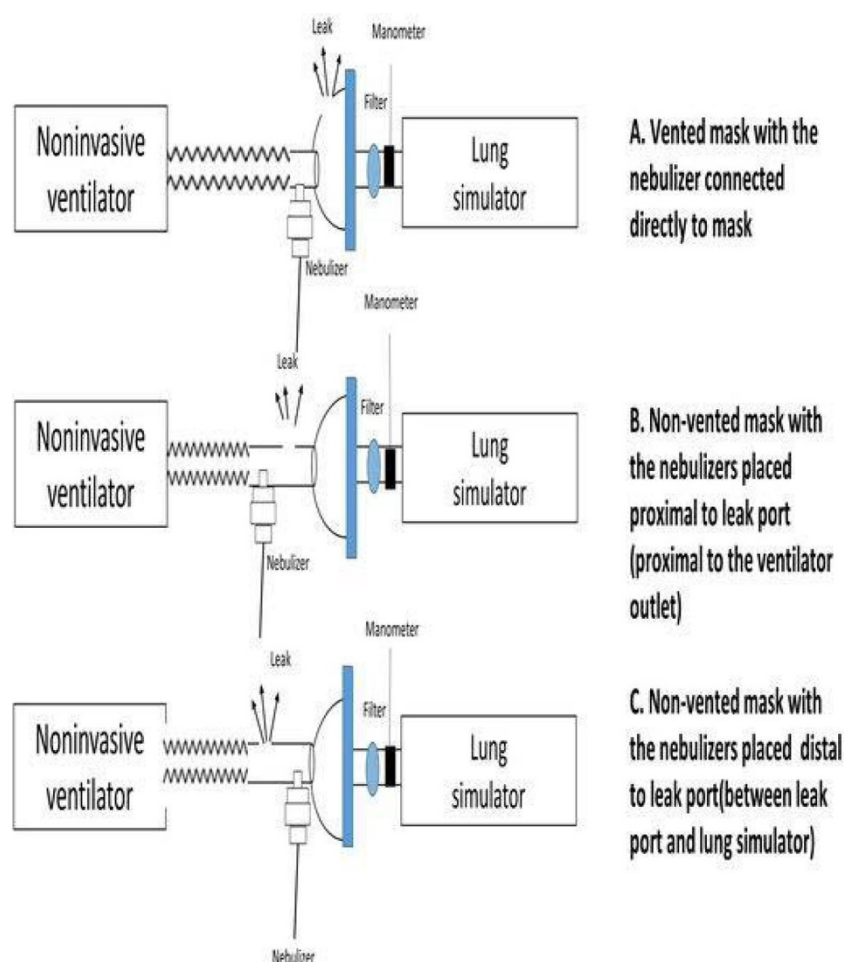 Leak
Manometer
Filter
Noninvasive
ventilator
Lung
simulator
Nebulizer
A. Vented mask with the
nebulizer connected
directly to mask
Leak
Manometer
Filter
Noninvasive
ventilator
Lung
simulator
Nebulizer
B. Non-vented mask with
the nebulizers placed
proximal to leak port
(proximal to the ventilator
outlet)
Leak
Manometer
Filter
Noninvasive
ventilator
Lung
simulator
Nebulizer
C. Non-vented mask with
the nebulizers placed distal
to leak port(between leak
port and lung simulator)